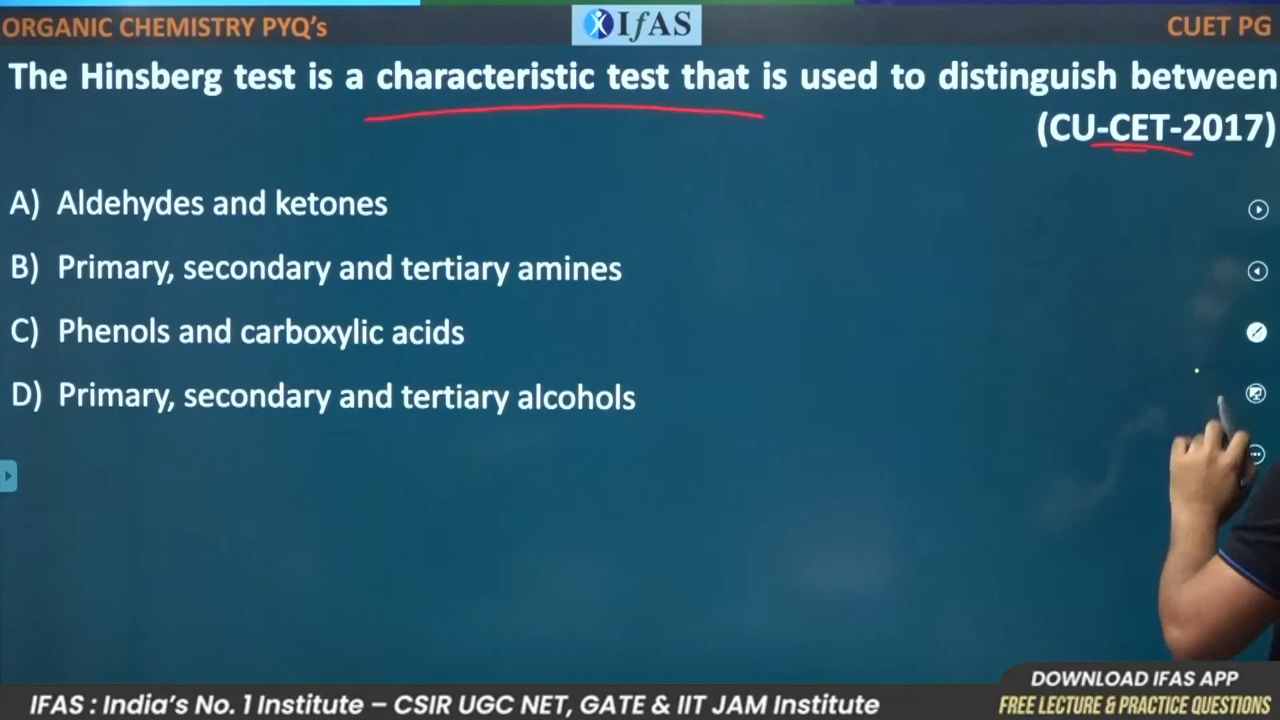 ORGANIC CHEMISTRY PYQ's
IfAS
CUET PG
The Hinsberg test is a characteristic test that is used to distinguish between
(CU-CET-2017)
A) Aldehydes and ketones
B) Primary, secondary and tertiary amines
C) Phenols and carboxylic acids
D) Primary, secondary and tertiary alcohols
DOWNLOAD IFAS APP
IFAS : India's No. 1 Institute – CSIR UGC NET, GATE & IIT JAM Institute
FREE LECTURE & PRACTICE QUESTIONS